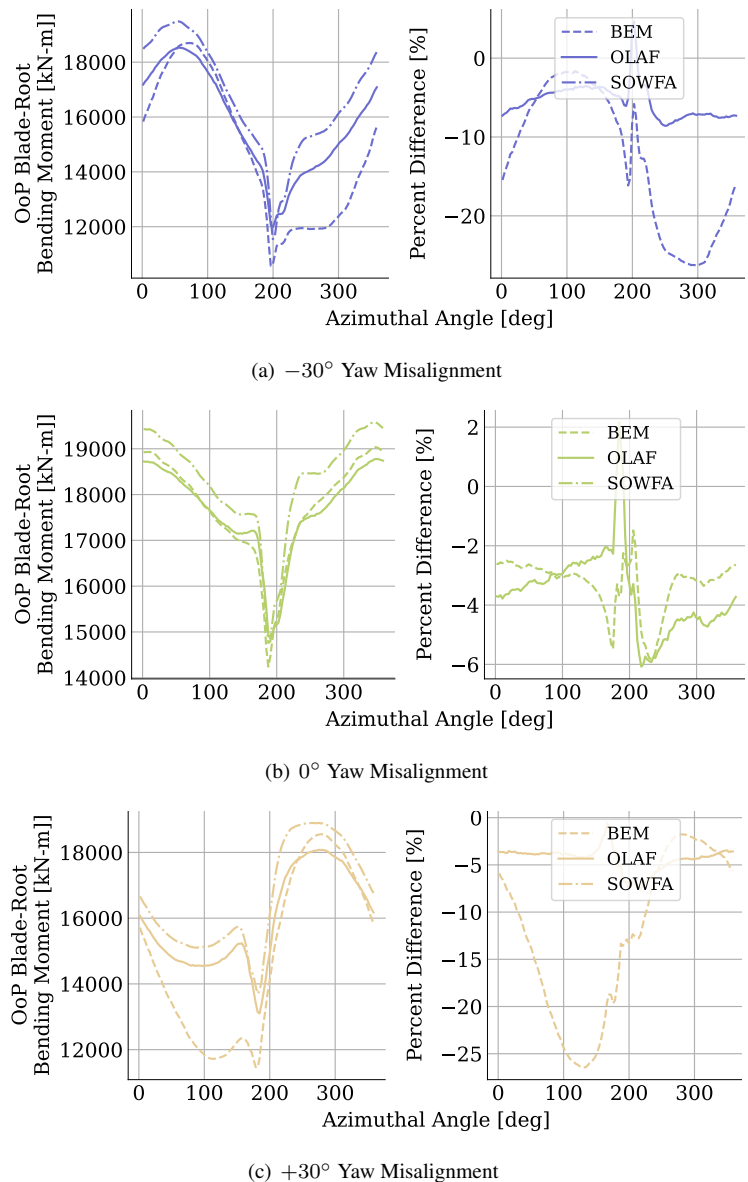 OoP Blade-Root
Bending Moment [kN-m]]
18000
16000
14000
12000
0
100
200
300
Percent Difference [%]
0
−10
−20
0
100
200
300
BEM
OLAF
SOWFA
Azimuthal Angle [deg]
(a) −30° Yaw Misalignment
OoP Blade-Root
Bending Moment [kN-m]]
19000
18000
17000
16000
15000
14000
0
100
200
300
Percent Difference [%]
2
0
−2
−4
−6
0
100
200
300
BEM
OLAF
SOWFA
Azimuthal Angle [deg]
(b) 0° Yaw Misalignment
OoP Blade-Root
Bending Moment [kN-m]]
18000
16000
14000
12000
0
100
200
300
Percent Difference [%]
0
−5
−10
−15
−20
−25
0
100
200
300
BEM
OLAF
SOWFA
Azimuthal Angle [deg]
(c) +30° Yaw Misalignment